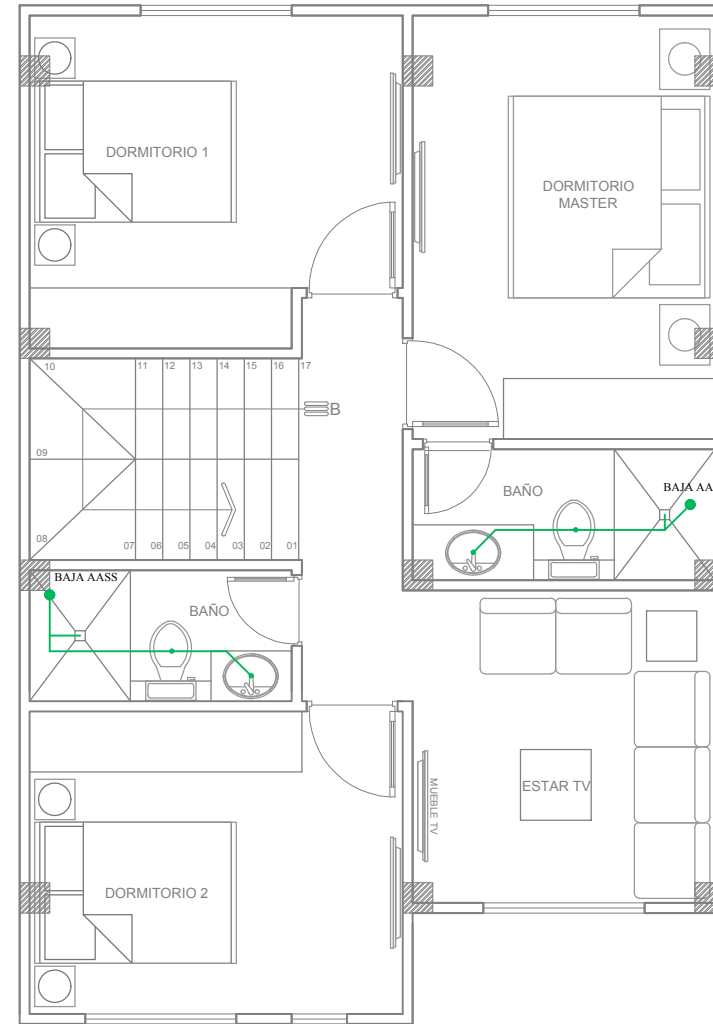 DORMITORIO 1
DORMITORIO
MASTER
10
11
12
13
14
15
16
17
B
09
08
07
06
05
04
03
02
01
BAÑO
BAJA AA
BAJA AASS
BAÑO
MUEBLE TV
ESTAR TV
DORMITORIO 2